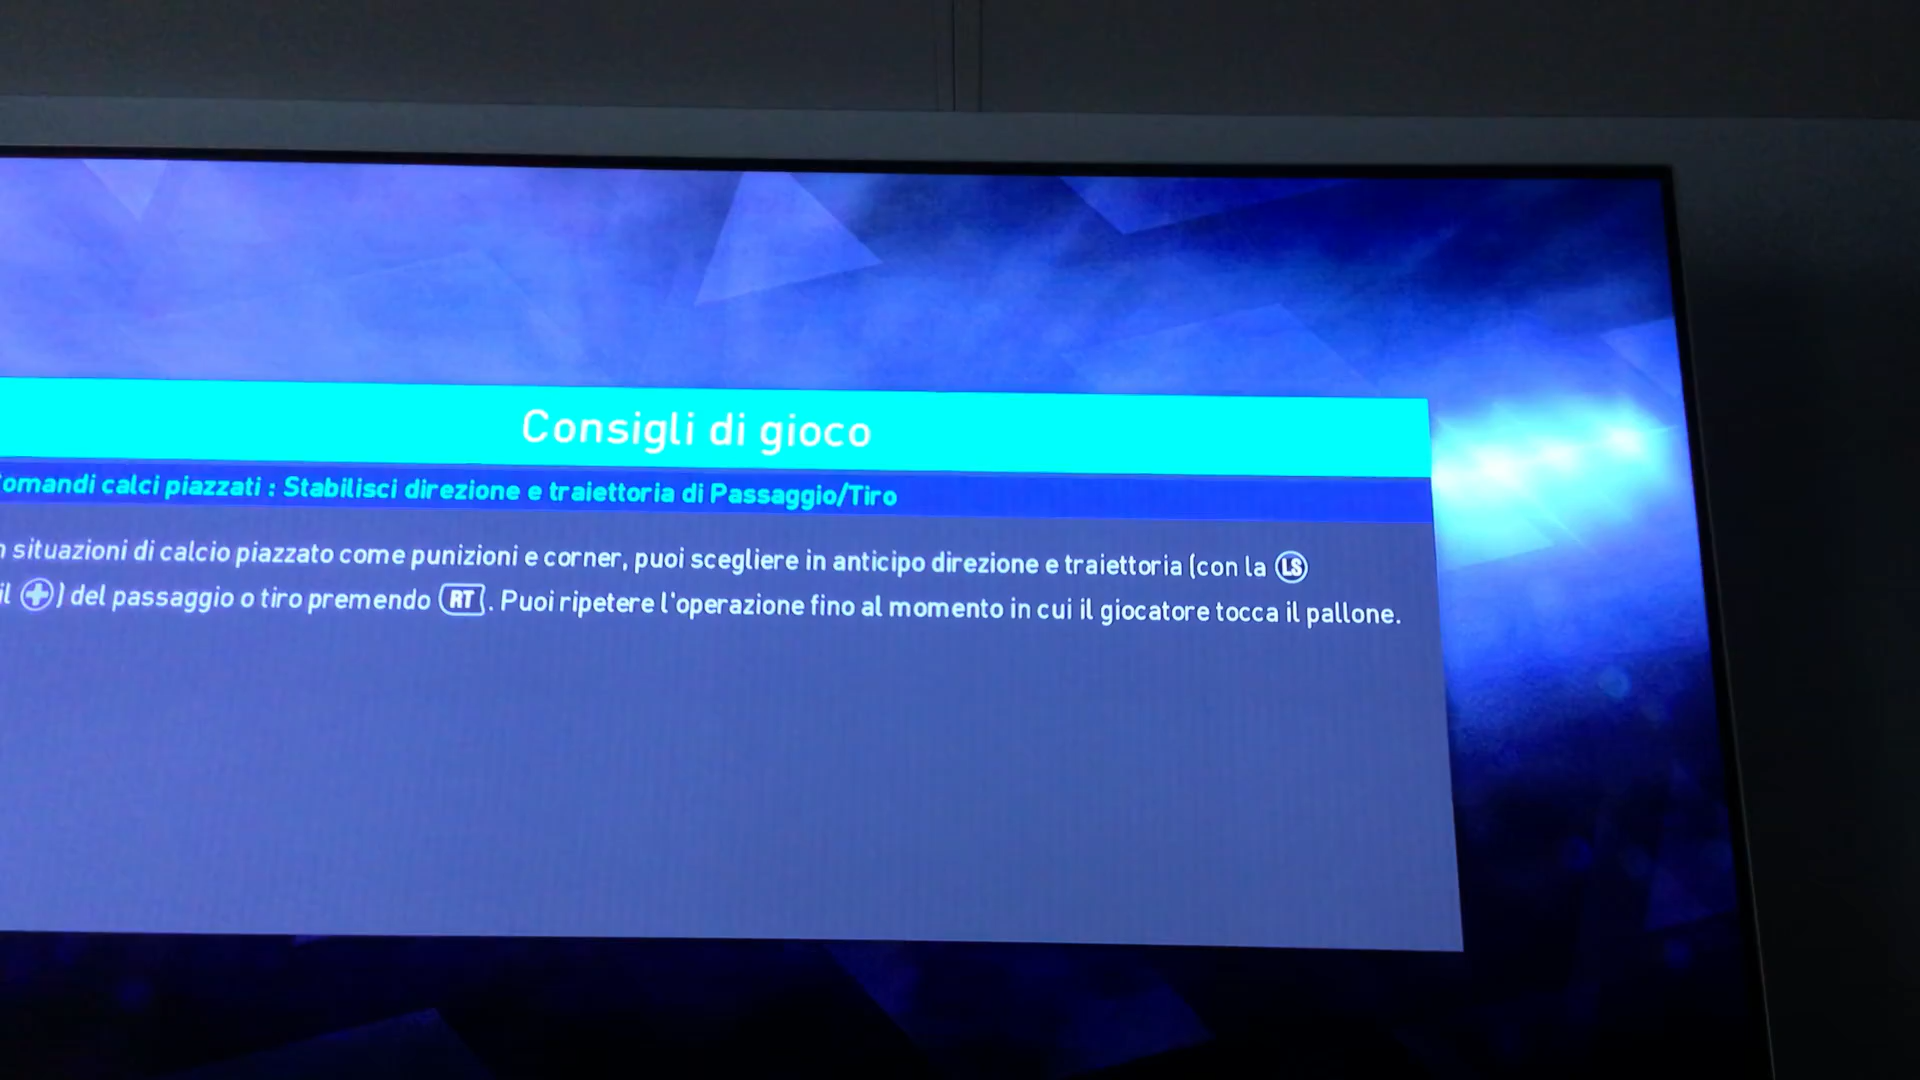 Consigli di gioco
omandi calci piazzati : Stabilisci direzione e traiettoria di Passaggio/Tiro
situazioni di calcio piazzato come punizioni e corner, puoi scegliere in anticipo direzione e traiettoria (con la LS
il ) del passaggio o tiro premendo RT. Puoi ripetere l'operazione fino al momento in cui il giocatore tocca il pallone.